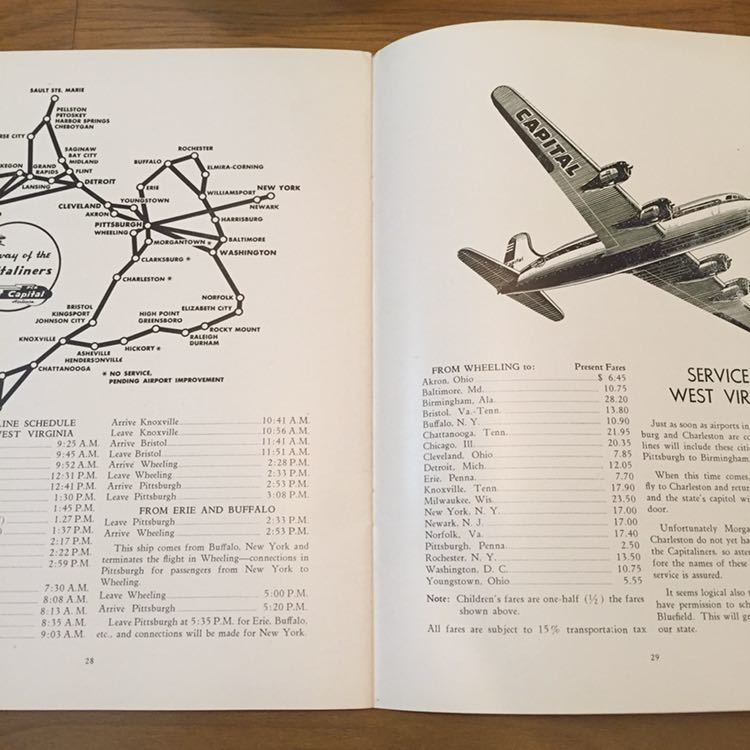 SAULT STE. MARIE
PELLSTON
PETOSKEY
HARBOR SPRINGS
CHEBOYGAN
CITY
SAGINAW
BAY CITY
MIDLAND
GRAND
RAPIDS
FLINT
LANSING
DETROIT
ROCHESTER
BUFFALO
ELMIRA-CORNING
ERIE
WILLIAMSPORT
NEW YORK
NEWARK
CLEVELAND
YOUNGSTOWN
AKRON
HARRISBURG
PITTSBURGH
WHEELING
MORGANTOWN *
BALTIMORE
CLARKSBURG *
WASHINGTON
way of the
italiners
Capital
Airlines
CHARLESTON *
NORFOLK
ELIZABETH CITY
BRISTOL
KINGSPORT
JOHNSON CITY
HIGH POINT
GREENSBORO
ROCKY MOUNT
RALEIGH
DURHAM
KNOXVILLE
HICKORY *
ASHEVILLE
HENDERSONVILLE
CHATTANOOGA
* NO SERVICE,
PENDING AIRPORT IMPROVEMENT
LINE SCHEDULE
WEST VIRGINIA
9:25 A.M.
9:45 A.M.
9:52 A.M.
12:31 P.M.
12:41 P.M.
1:30 P.M.
1:45 P.M.
1.27 P.M.
1:37 P.M.
2:17 P.M.
2:22 P.M.
2:59 P.M.
7:30 A.M.
8:08 A.M.
8:13 A.M.
8:35 A.M.
9:03 A.M.
Arrive Knoxville 10:41 A.M.
Leave Knoxville 10:56 A.M.
Arrive Bristol 11:41 A.M.
Leave Bristol 11:51 A.M.
Arrive Wheeling 2:28 P.M.
Leave Wheeling 2:33 P.M.
Arrive Pittsburgh 2:53 P.M.
Leave Pittsburgh 3:08 P.M.
FROM ERIE AND BUFFALO
Leave Pittsburgh 2:33 P.M.
Arrive Wheeling 2:53 P.M.
This ship comes from Buffalo, New York and
terminates the flight in Wheeling—connections in
Pittsburgh for passengers from New York to
Wheeling.
Leave Wheeling 5:00 P.M.
Arrive Pittsburgh 5:20 P.M.
Leave Pittsburgh at 5:35 P.M. for Erie, Buffalo,
etc., and connections will be made for New York.
28
CAPITAL
Capital
FROM WHEELING to: Present Fares
Akron, Ohio $ 6.45
Baltimore, Md. 10.75
Birmingham, Ala. 28.20
Bristol, Va.-Tenn. 13.80
Buffalo, N. Y. 10.90
Chattanooga, Tenn. 21.95
Chicago, Ill. 20.35
Cleveland, Ohio 7.85
Detroit, Mich. 12.05
Erie, Penna. 7.70
Knoxville, Tenn. 17.90
Milwaukee, Wis. 23.50
New York, N. Y. 17.00
Newark, N. J. 17.00
Norfolk, Va. 17.40
Pittsburgh, Penna. 2.50
Rochester, N. Y. 13.50
Washington, D. C. 10.75
Youngstown, Ohio 5.55
Note: Children's fares are one-half (½) the fares
shown above.
All fares are subject to 15% transportation tax
SERVICE
WEST VIR
Just as soon as airports in
burg and Charleston are co
lines will include these citie
Pittsburgh to Birmingham.
When this time comes,
fly to Charleston and return
and the state's capitol wi
door.
Unfortunately Morga
Charleston do not yet ha
the Capitaliners, so aster
fore the names of these
service is assured.
It seems logical also
have permission to sch
Bluefield. This will ge
our state.
29